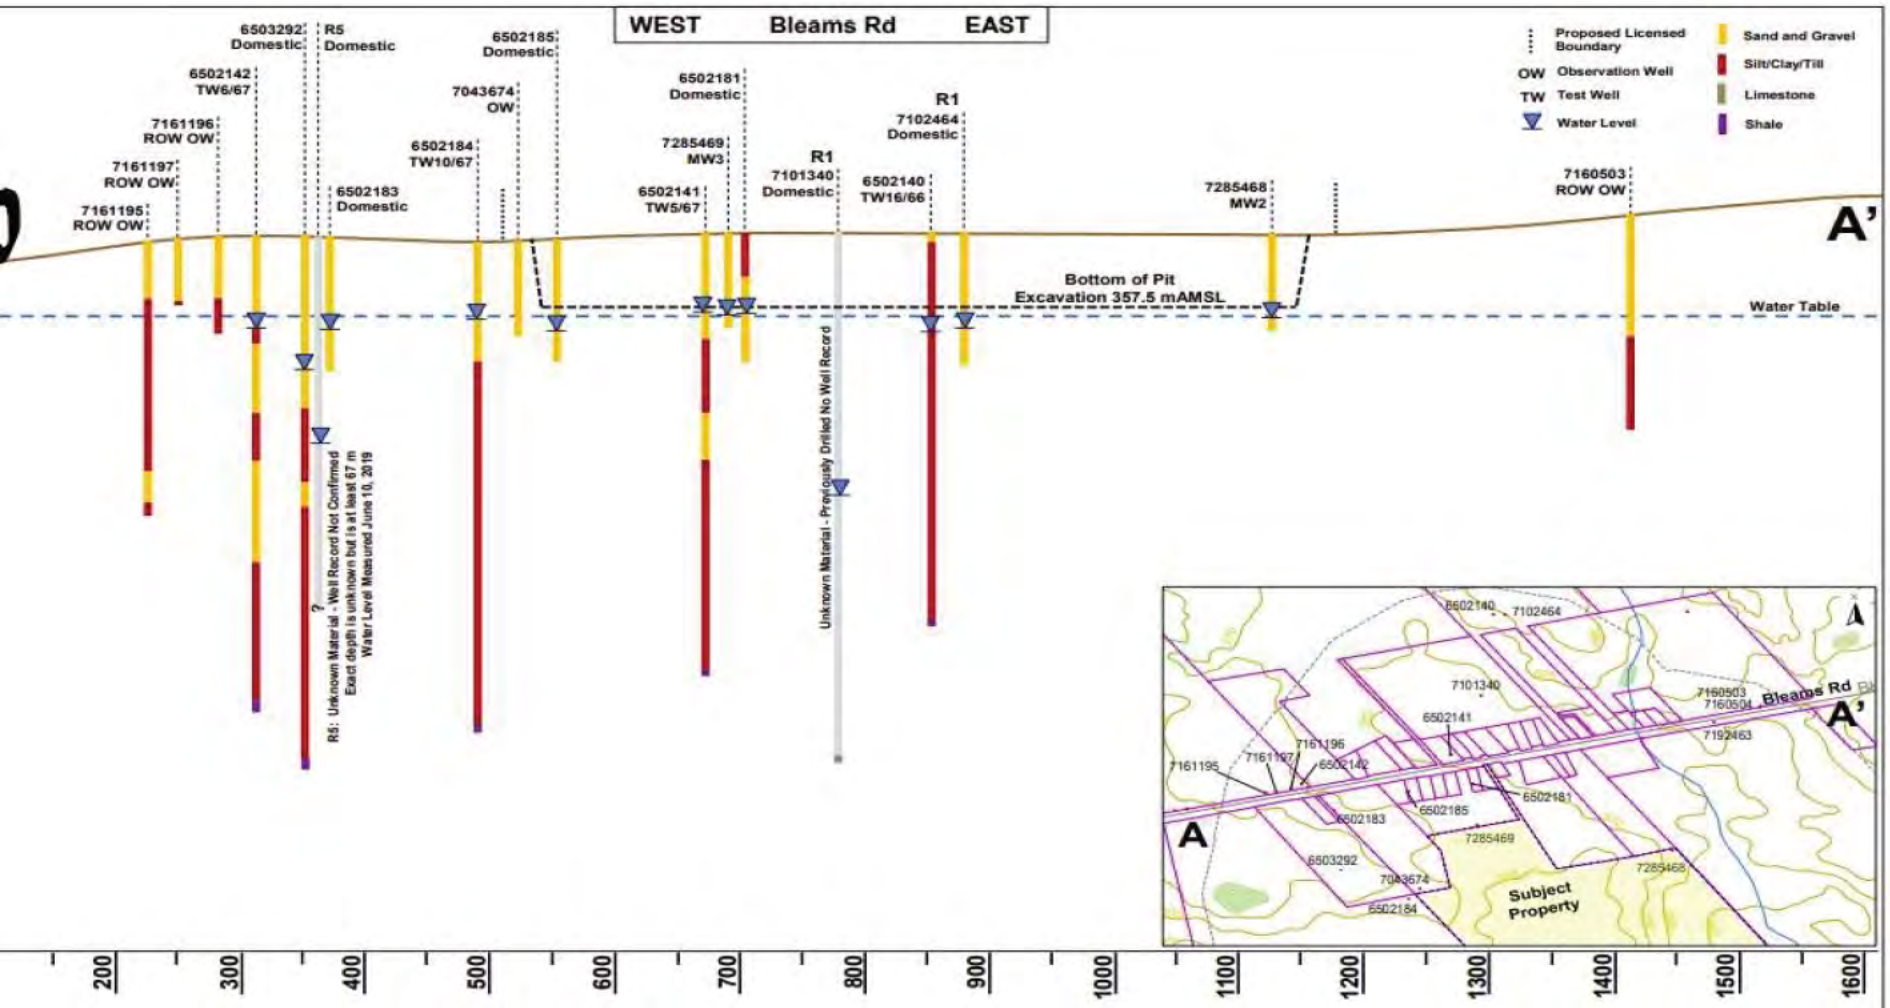 WEST Bleams Rd EAST
6503292
Domestic
R5
Domestic
6502142
TW6/67
7161196
ROW OW
7161197
ROW OW
7161195
ROW OW
6502183
Domestic
6502185
Domestic
7043674
OW
6502184
TW10/67
6502181
Domestic
7285469
MW3
6502141
TW5/67
R1
7101340
Domestic
R1
7102464
Domestic
6502140
TW16/66
7285468
MW2
7160503
ROW OW
Proposed Licensed
Boundary
OW Observation Well
TW Test Well
Water Level
Sand and Gravel
Silt/Clay/Till
Limestone
Shale
A'
Bottom of Pit
Excavation 357.5 mAMSL
Water Table
?
R5: Unknown Material - Well Record Not Confirmed
Exact depth is unknown but is at least 67 m
Water Level Measured June 10, 2019
Unknown Material - Previously Drilled No Well Record
6502140
7102464
7101340
6502141
7160503
7160504
Bleams Rd
A'
7192463
7161196
7161197
6502142
7161195
6502181
6502185
6502183
A
7285469
6503292
7285468
7043674
6502184
Subject
Property
200
300
400
500
600
700
800
900
1000
1100
1200
1300
1400
1500
1600